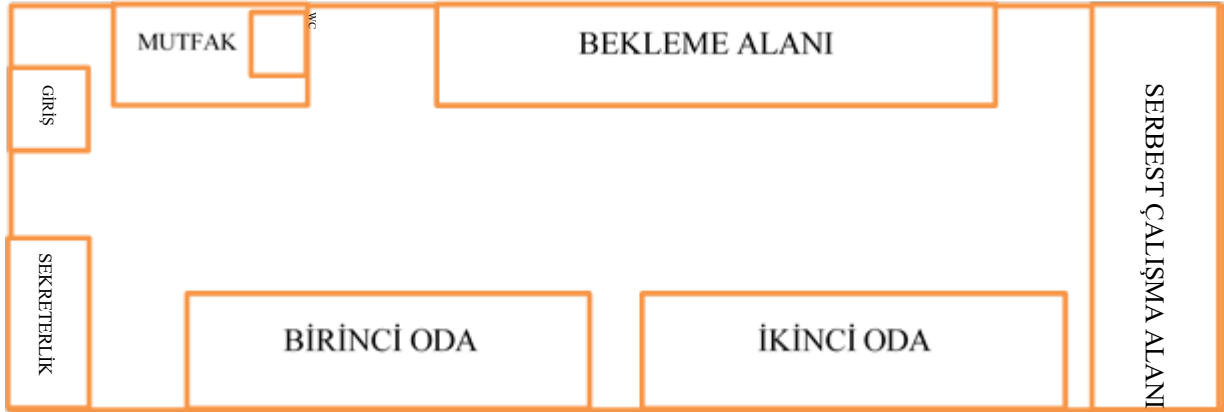 MUTFAK
WC
BEKLEME ALANI
GİRİŞ
SERBEST ÇALIŞMA ALANI
SEKRETERLİK
BİRİNCİ ODA
İKİNCİ ODA